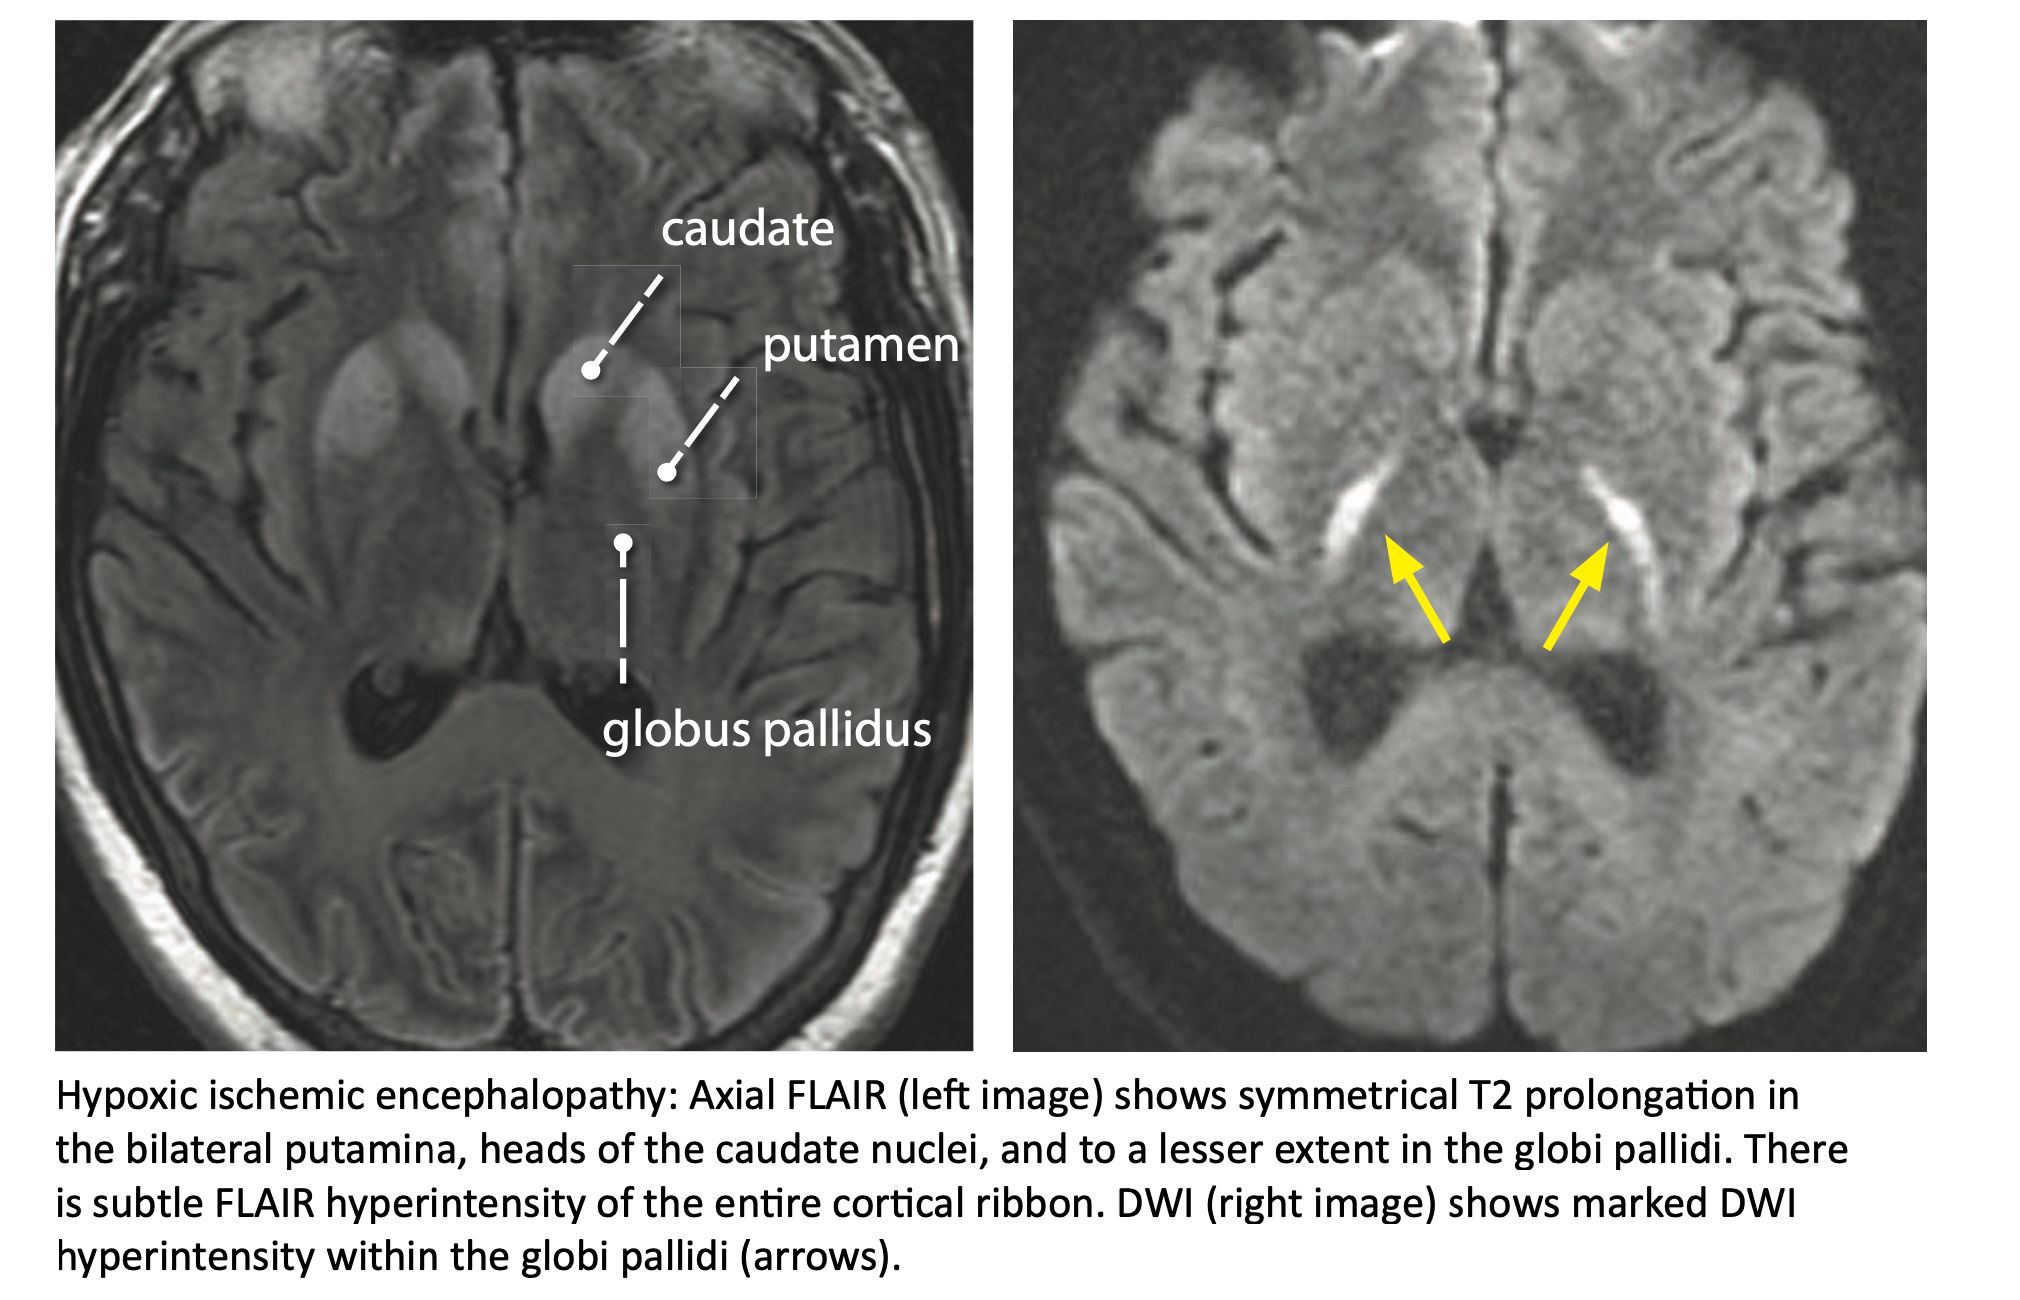 caudate
putamen
globus pallidus
Hypoxic ischemic encephalopathy: Axial FLAIR (left image) shows symmetrical T2 prolongation in
the bilateral putamina, heads of the caudate nuclei, and to a lesser extent in the globi pallidi. There
is subtle FLAIR hyperintensity of the entire cortical ribbon. DWI (right image) shows marked DWI
hyperintensity within the globi pallidi (arrows).